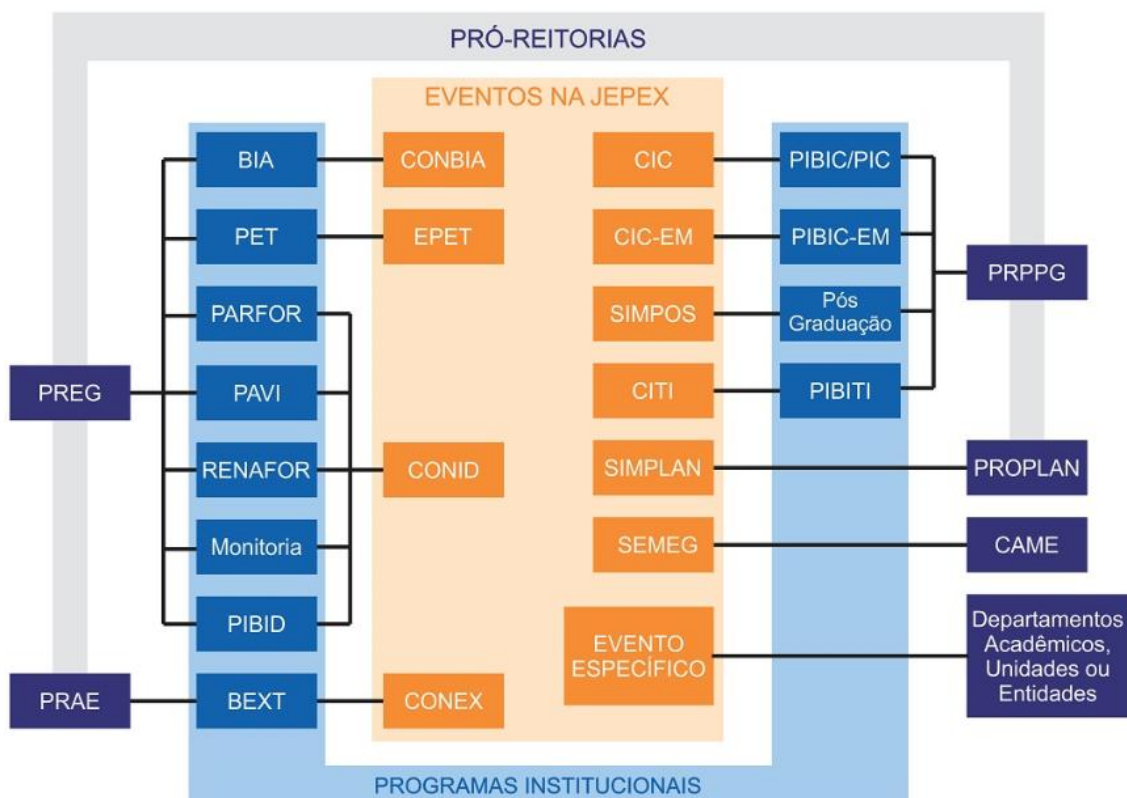 PRÓ-REITORIAS
EVENTOS NA JEPEX
BIA
CONBIA
CIC
PIBIC/PIC
PET
EPET
CIC-EM
PIBIC-EM
PRPPG
PARFOR
SIMPOS
Pós
Graduação
PREG
PAVI
CITI
PIBITI
RENAFOR
CONID
SIMPLAN
PROPLAN
Monitoria
SEMEG
CAME
PIBID
EVENTO
ESPECÍFICO
Departamentos
Acadêmicos,
Unidades ou
Entidades
PRAE
BEXT
CONEX
PROGRAMAS INSTITUCIONAIS